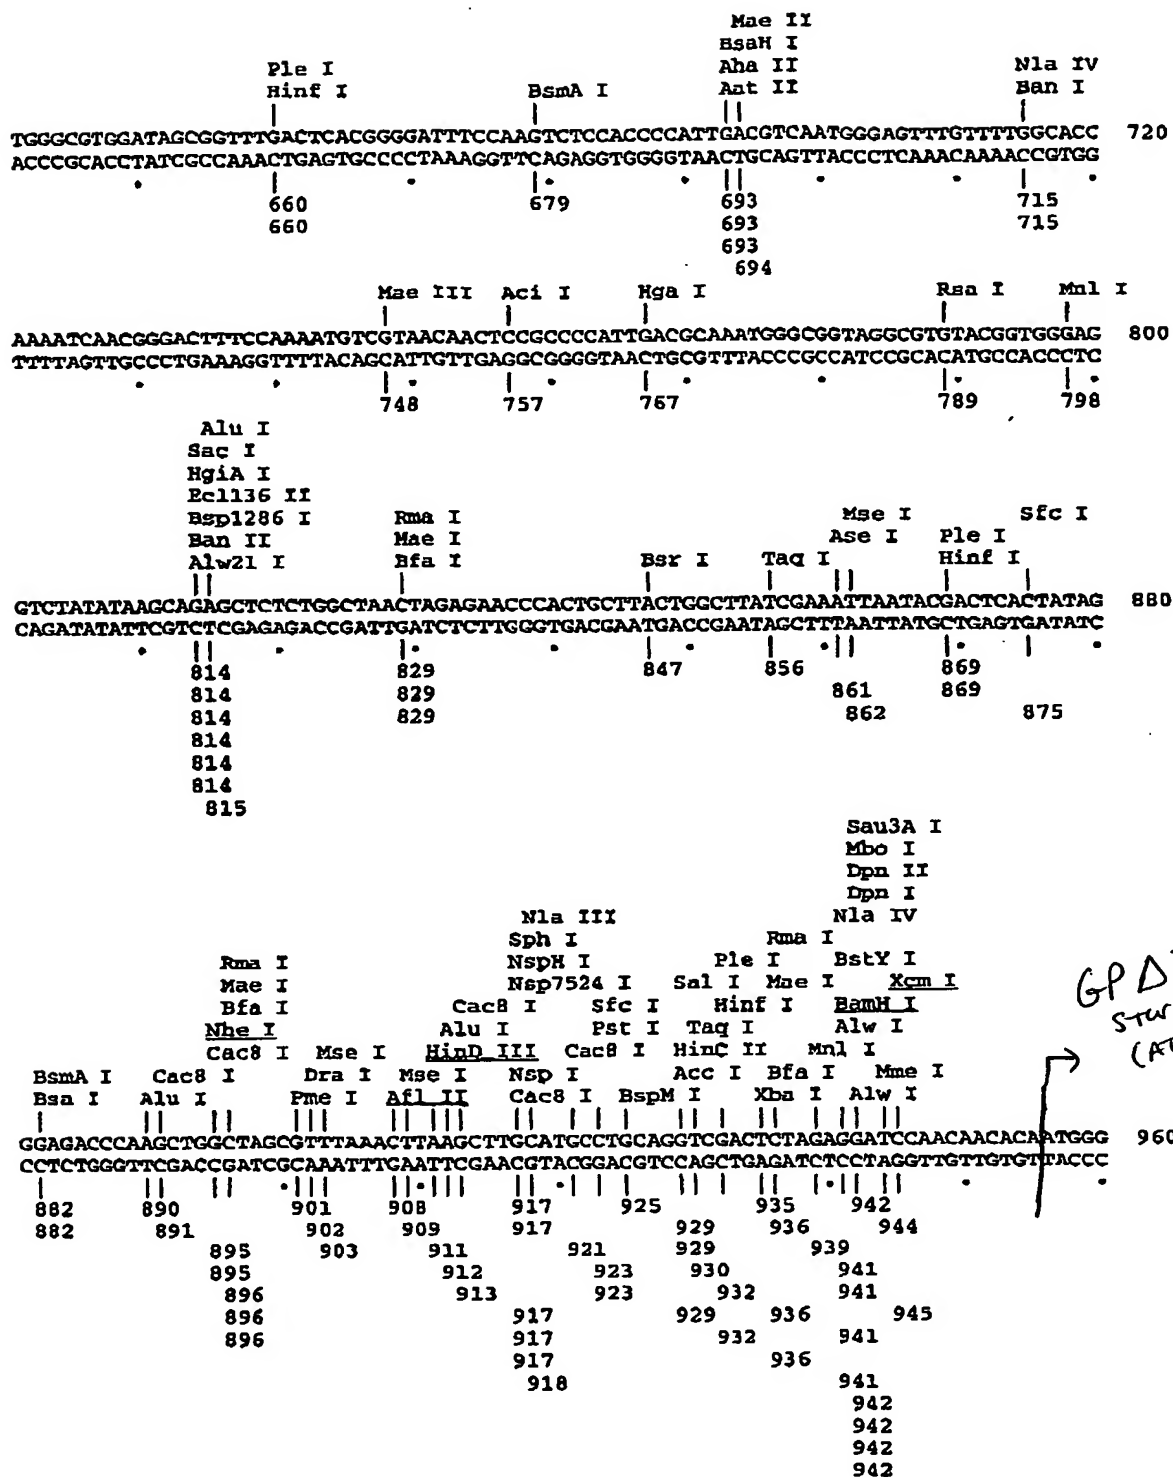 Mae II
BsaH I
Ple I Aha II Nla IV
Hinf I BsmA I Aat II Ban I
TGGGCGTGGATAGCGGTTTGACTCACGGGGATTTCCAAGTCTCCACCCCATTGACGTCAATGGGAGTTTGTTTTGGCACC 720
ACCCGCACCTATCGCCAAACTGAGTGCCCCTAAAGGTTCAGAGGTGGGGTAACTGCAGTTACCCTCAAACAAAACCGTGG
660 679 693 715
660 693 715
693
694
Mae III Aci I Hga I Rsa I Mnl I
AAAATCAACGGGACTTTCCAAAATGTCGTAACAACTCCGCCCCATTGACGCAAATGGGCGGTAGGCGTGTACGGTGGGAG 800
TTTTAGTTGCCCTGAAAGGTTTTACAGCATTGTTGAGGCGGGGTAACTGCGTTTACCCGCCATCCGCACATGCCACCCTC
748 757 767 789 798
Alu I
Sac I
HgiA I
Ecl136 II
Bsp1286 I Rma I Mse I Sfc I
Ban II Mae I Ase I Ple I
Alw21 I Bfa I Bsr I Taq I Hinf I
GTCTATATAAGCAGAGCTCTCTGGCTAACTAGAGAACCCACTGCTTACTGGCTTATCGAAATTAATACGACTCACTATAG 880
CAGATATATTCGTCTCGAGAGACCGATTGATCTCTTGGGTGACGAATGACCGAATAGCTTTAATTATGCTGAGTGATATC
814 829 847 856 869
814 829 861 869
814 829 862 875
814
814
814
815
Sau3A I
Mbo I
Dpn II
Dpn I
Nla III Nla IV
Sph I Rma I
Rma I NspH I Ple I BstY I
Mae I Nsp7524 I Sal I Mae I Xcm I
Bfa I Cac8 I Sfc I Hinf I BamH I
Nhe I Alu I Pst I Taq I Alw I
Cac8 I Mse I HinD III Cac8 I HinC II Mnl I
BsmA I Cac8 I Dra I Mse I Nsp I Acc I Bfa I Mme I
Bsa I Alu I Pme I Afl II Cac8 I BspM I Xba I Alw I
GGAGACCCAAGCTGGCTAGCGTTTAAACTTAAGCTTGCATGCCTGCAGGTCGACTCTAGAGGATCCAACAACACAATGGG 960
CCTCTGGGTTCGACCGATCGCAAATTTGAATTCGAACGTACGGACGTCCAGCTGAGATCTCCTAGGTTGTTGTGTTACCC
882 890 901 908 917 925 935 942
882 891 902 909 917 929 936 944
895 903 911 921 929 939
895 912 923 930 941
896 913 923 932 941
896 917 929 936 945
896 917 932 941
917 936
918 941
942
942
942
942
GP Δ